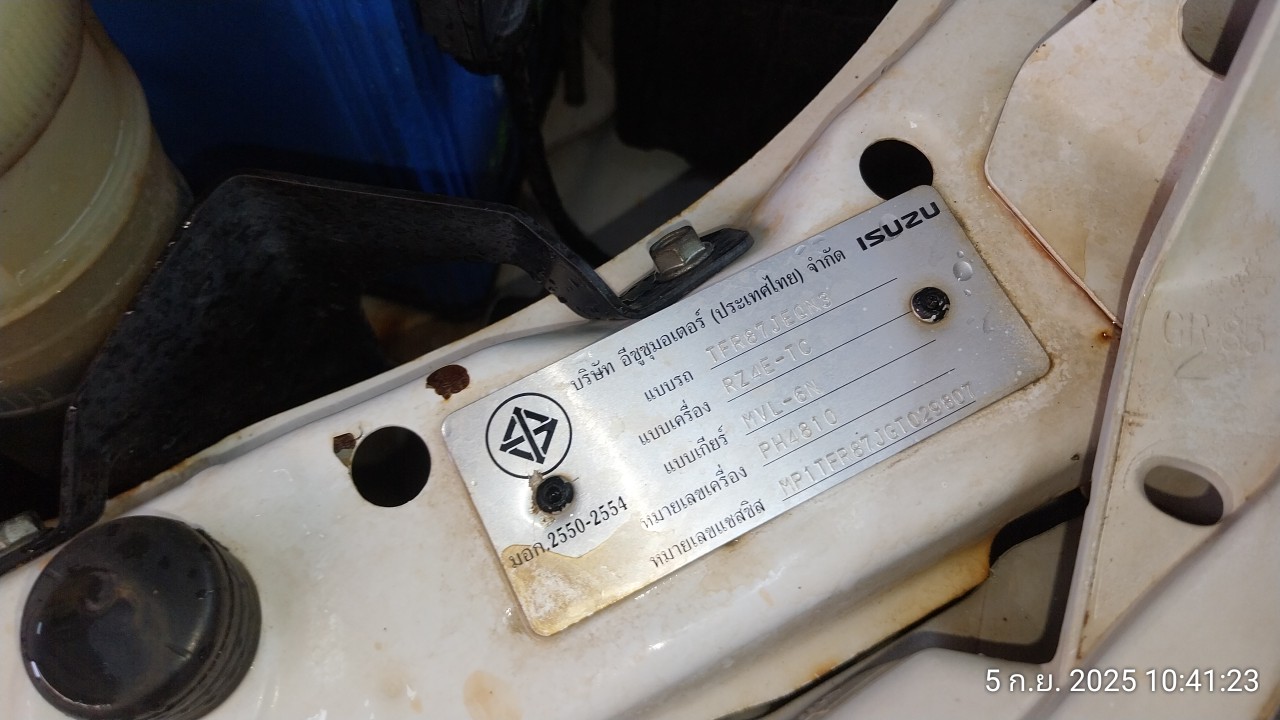 บริษัท อีซูซุมอเตอร์ (ประเทศไทย) จำกัด ISUZU
แบบรถ
แบบเครื่อง RZ4E-TC
แบบเกียร์ MVL-6N
หมายเลขเครื่อง PH4810
หมายเลขแชสซิส MP1TFR87JGT029807
มอก.2550-2554
5 ก.ย. 2025 10:41:23